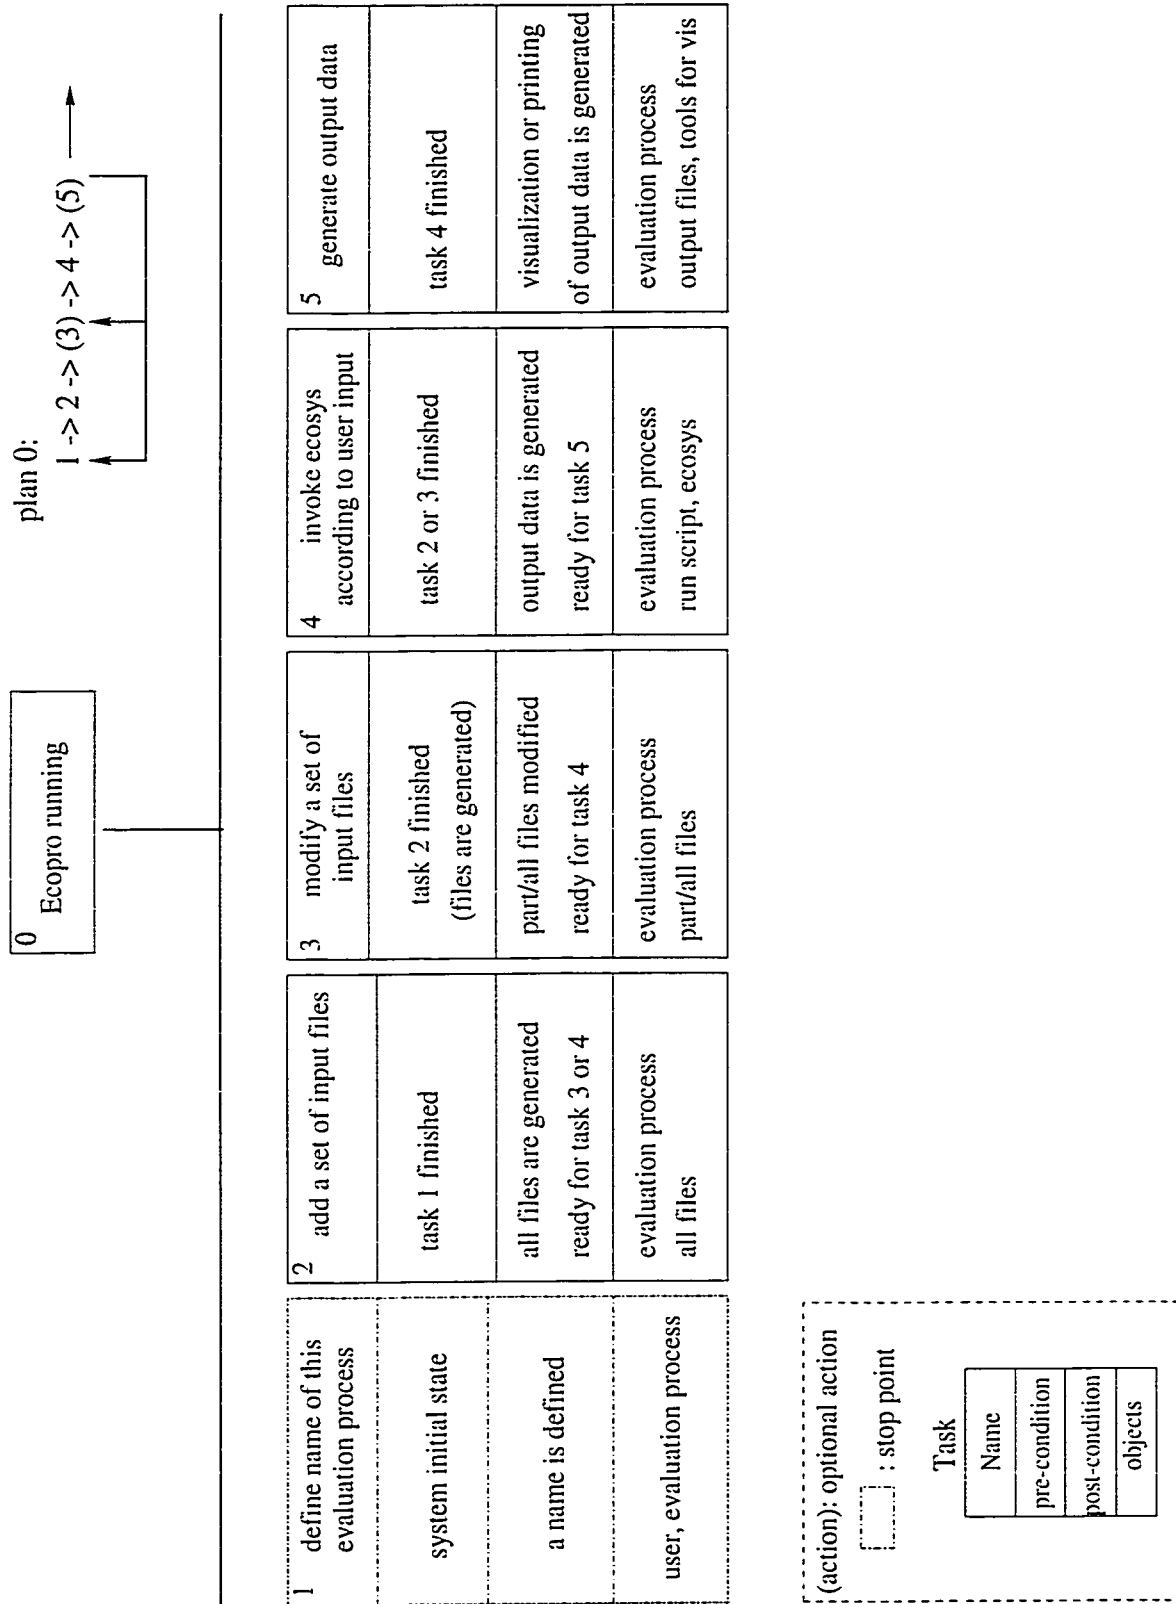 0
Ecopro running
plan 0:
1 -> 2 -> (3) -> 4 -> (5)
1
define name of this
evaluation process
system initial state
a name is defined
user, evaluation process
2
add a set of input files
task 1 finished
all files are generated
ready for task 3 or 4
evaluation process
all files
3
modify a set of
input files
task 2 finished
(files are generated)
part/all files modified
ready for task 4
evaluation process
part/all files
4
invoke ecosys
according to user input
task 2 or 3 finished
output data is generated
ready for task 5
evaluation process
run script, ecosys
5
generate output data
task 4 finished
visualization or printing
of output data is generated
evaluation process
output files, tools for vis
(action): optional action
: stop point
Task
Name
pre-condition
post-condition
objects